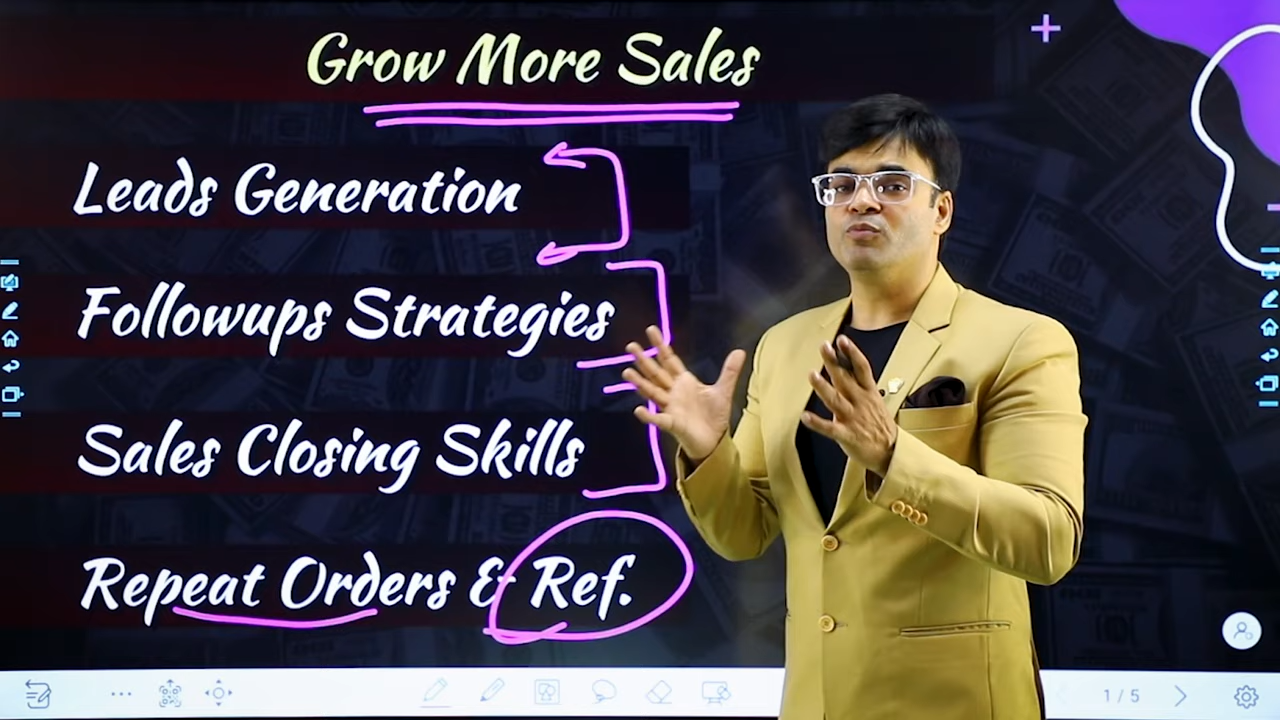 Grow More Sales
Leads Generation
Followups Strategies
Sales Closing Skills
Repeat Orders & Ref.
1 / 5